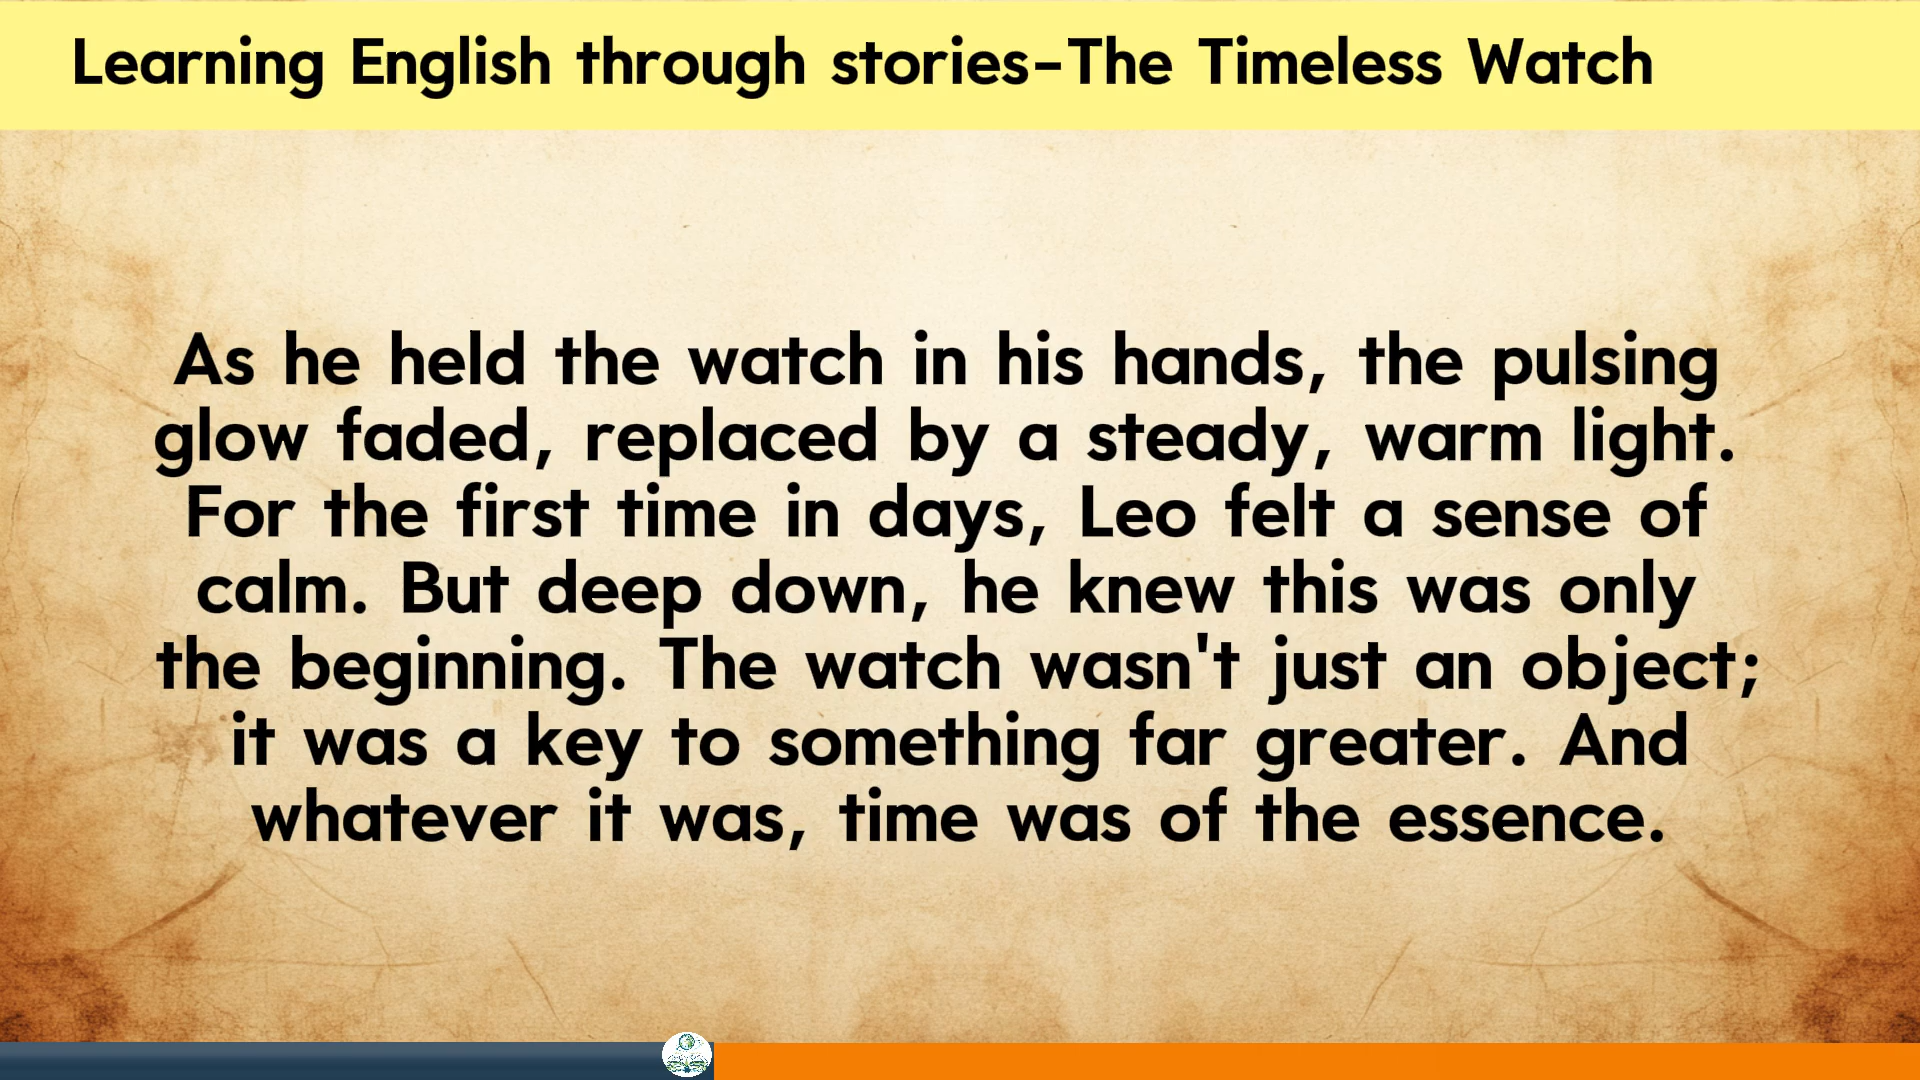 Learning English through stories-The Timeless Watch
As he held the watch in his hands, the pulsing
glow faded, replaced by a steady, warm light.
For the first time in days, Leo felt a sense of
calm. But deep down, he knew this was only
the beginning. The watch wasn't just an object;
it was a key to something far greater. And
whatever it was, time was of the essence.